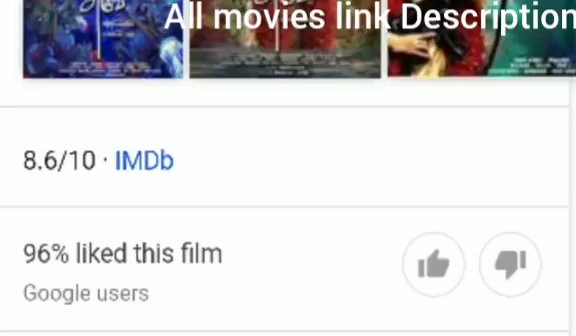 All movies link Description
8.6/10 · IMDb
96% liked this film
Google users